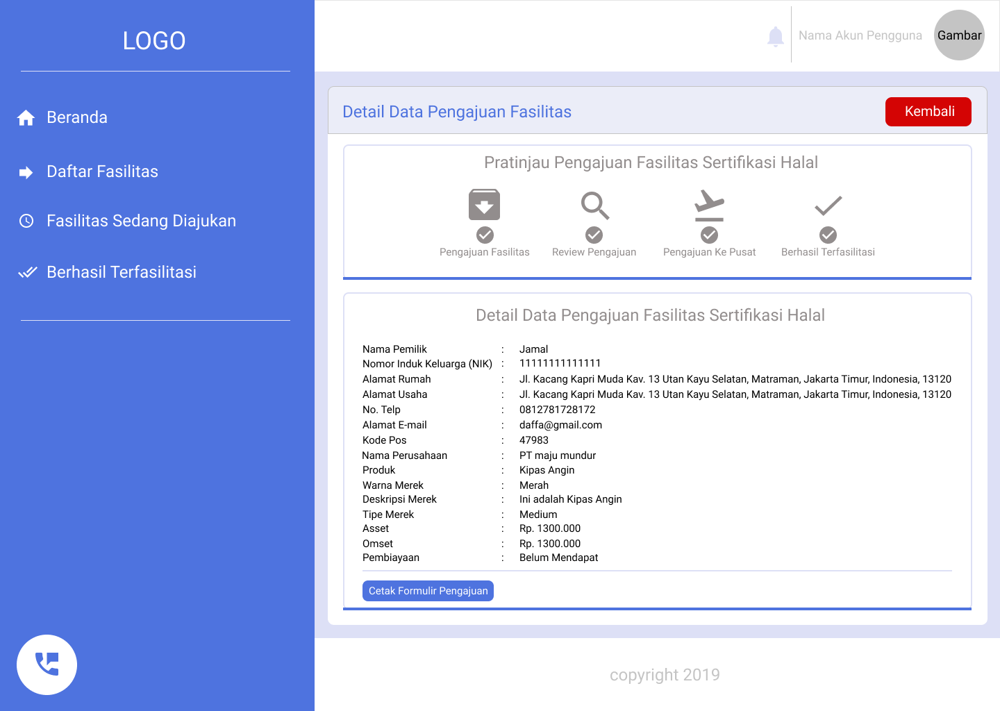 LOGO
Beranda
Daftar Fasilitas
Fasilitas Sedang Diajukan
Berhasil Terfasilitasi
Nama Akun Pengguna
Gambar
Detail Data Pengajuan Fasilitas
Kembali
Pratinjau Pengajuan Fasilitas Sertifikasi Halal
Pengajuan Fasilitas
Review Pengajuan
Pengajuan Ke Pusat
Berhasil Terfasilitasi
Detail Data Pengajuan Fasilitas Sertifikasi Halal
Nama Pemilik : Jamal
Nomor Induk Keluarga (NIK) : 11111111111111
Alamat Rumah : Jl. Kacang Kapri Muda Kav. 13 Utan Kayu Selatan, Matraman, Jakarta Timur, Indonesia, 13120
Alamat Usaha : Jl. Kacang Kapri Muda Kav. 13 Utan Kayu Selatan, Matraman, Jakarta Timur, Indonesia, 13120
No. Telp : 0812781728172
Alamat E-mail : daffa@gmail.com
Kode Pos : 47983
Nama Perusahaan : PT maju mundur
Produk : Kipas Angin
Warna Merek : Merah
Deskripsi Merek : Ini adalah Kipas Angin
Tipe Merek : Medium
Asset : Rp. 1300.000
Omset : Rp. 1300.000
Pembiayaan : Belum Mendapat
Cetak Formulir Pengajuan
copyright 2019